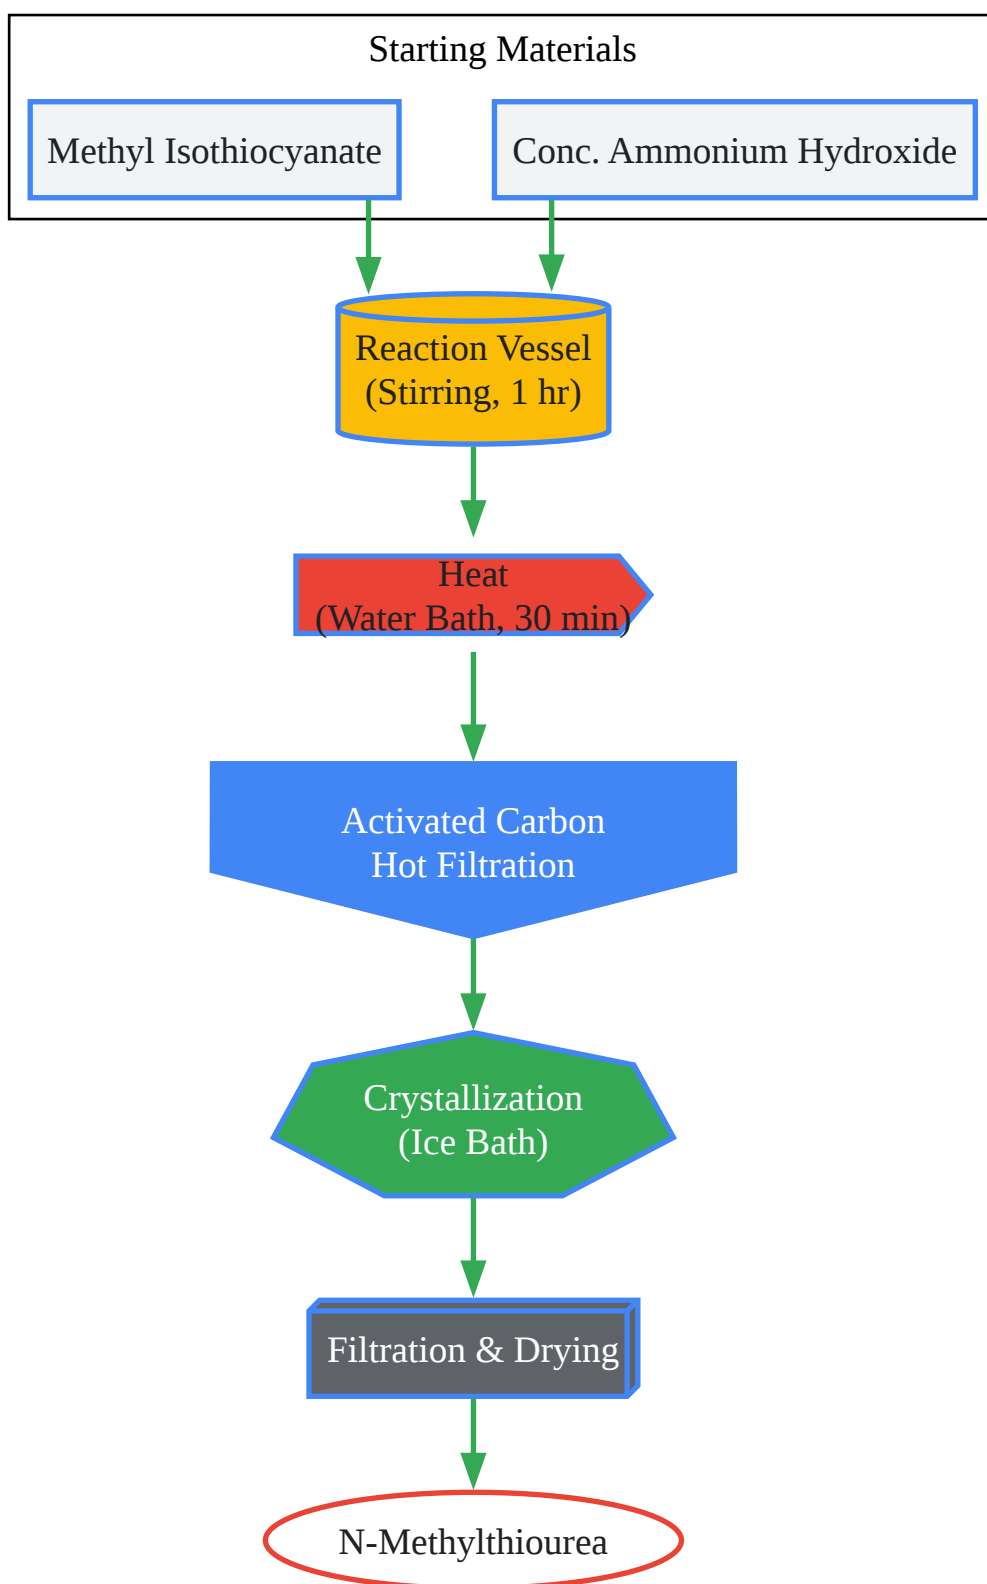 Starting Materials
Methyl Isothiocyanate
Conc. Ammonium Hydroxide
Reaction Vessel
(Stirring, 1 hr)
Heat
(Water Bath, 30 min)
Activated Carbon
Hot Filtration
Crystallization
(Ice Bath)
Filtration & Drying
N-Methylthiourea